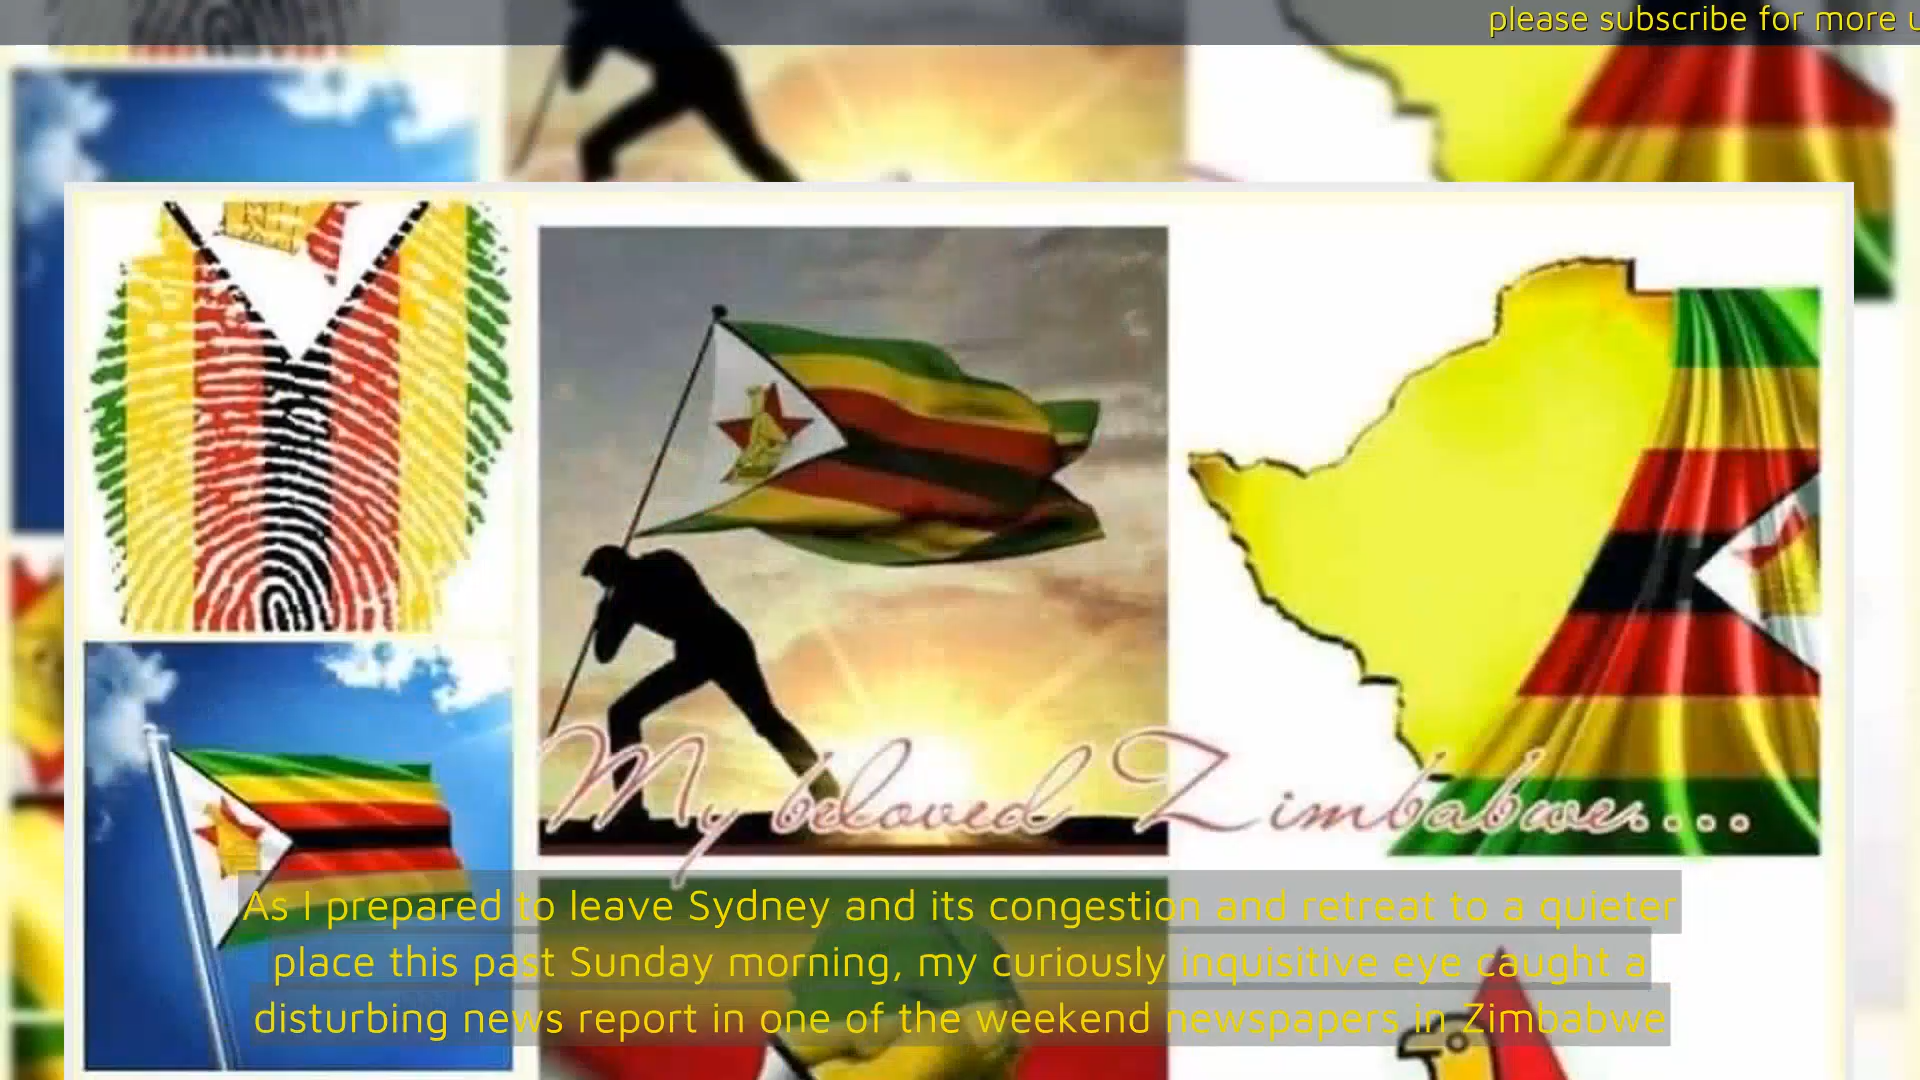 please subscribe for more
My beloved Zimbabwe....
As I prepared to leave Sydney and its congestion and retreat to a quieter
place this past Sunday morning, my curiously inquisitive eye caught a
disturbing news report in one of the weekend newspapers in Zimbabwe